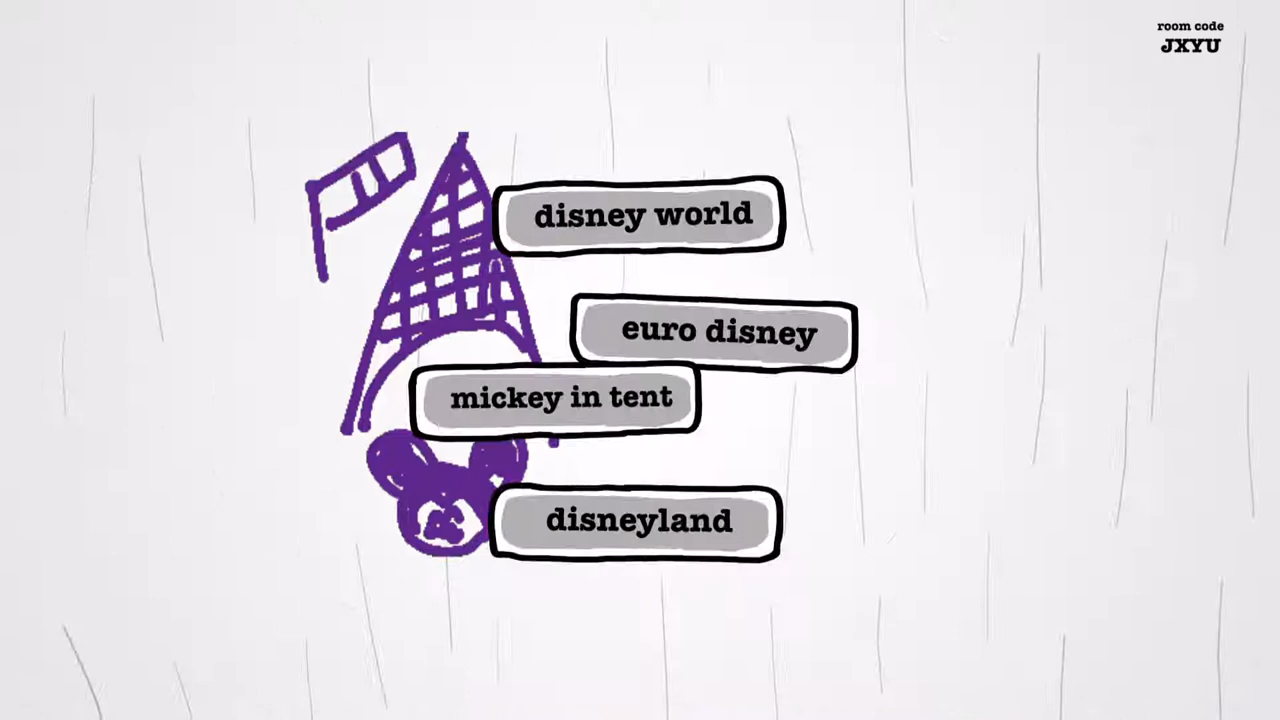 room code
JXYU
disney world
euro disney
mickey in tent
disneyland